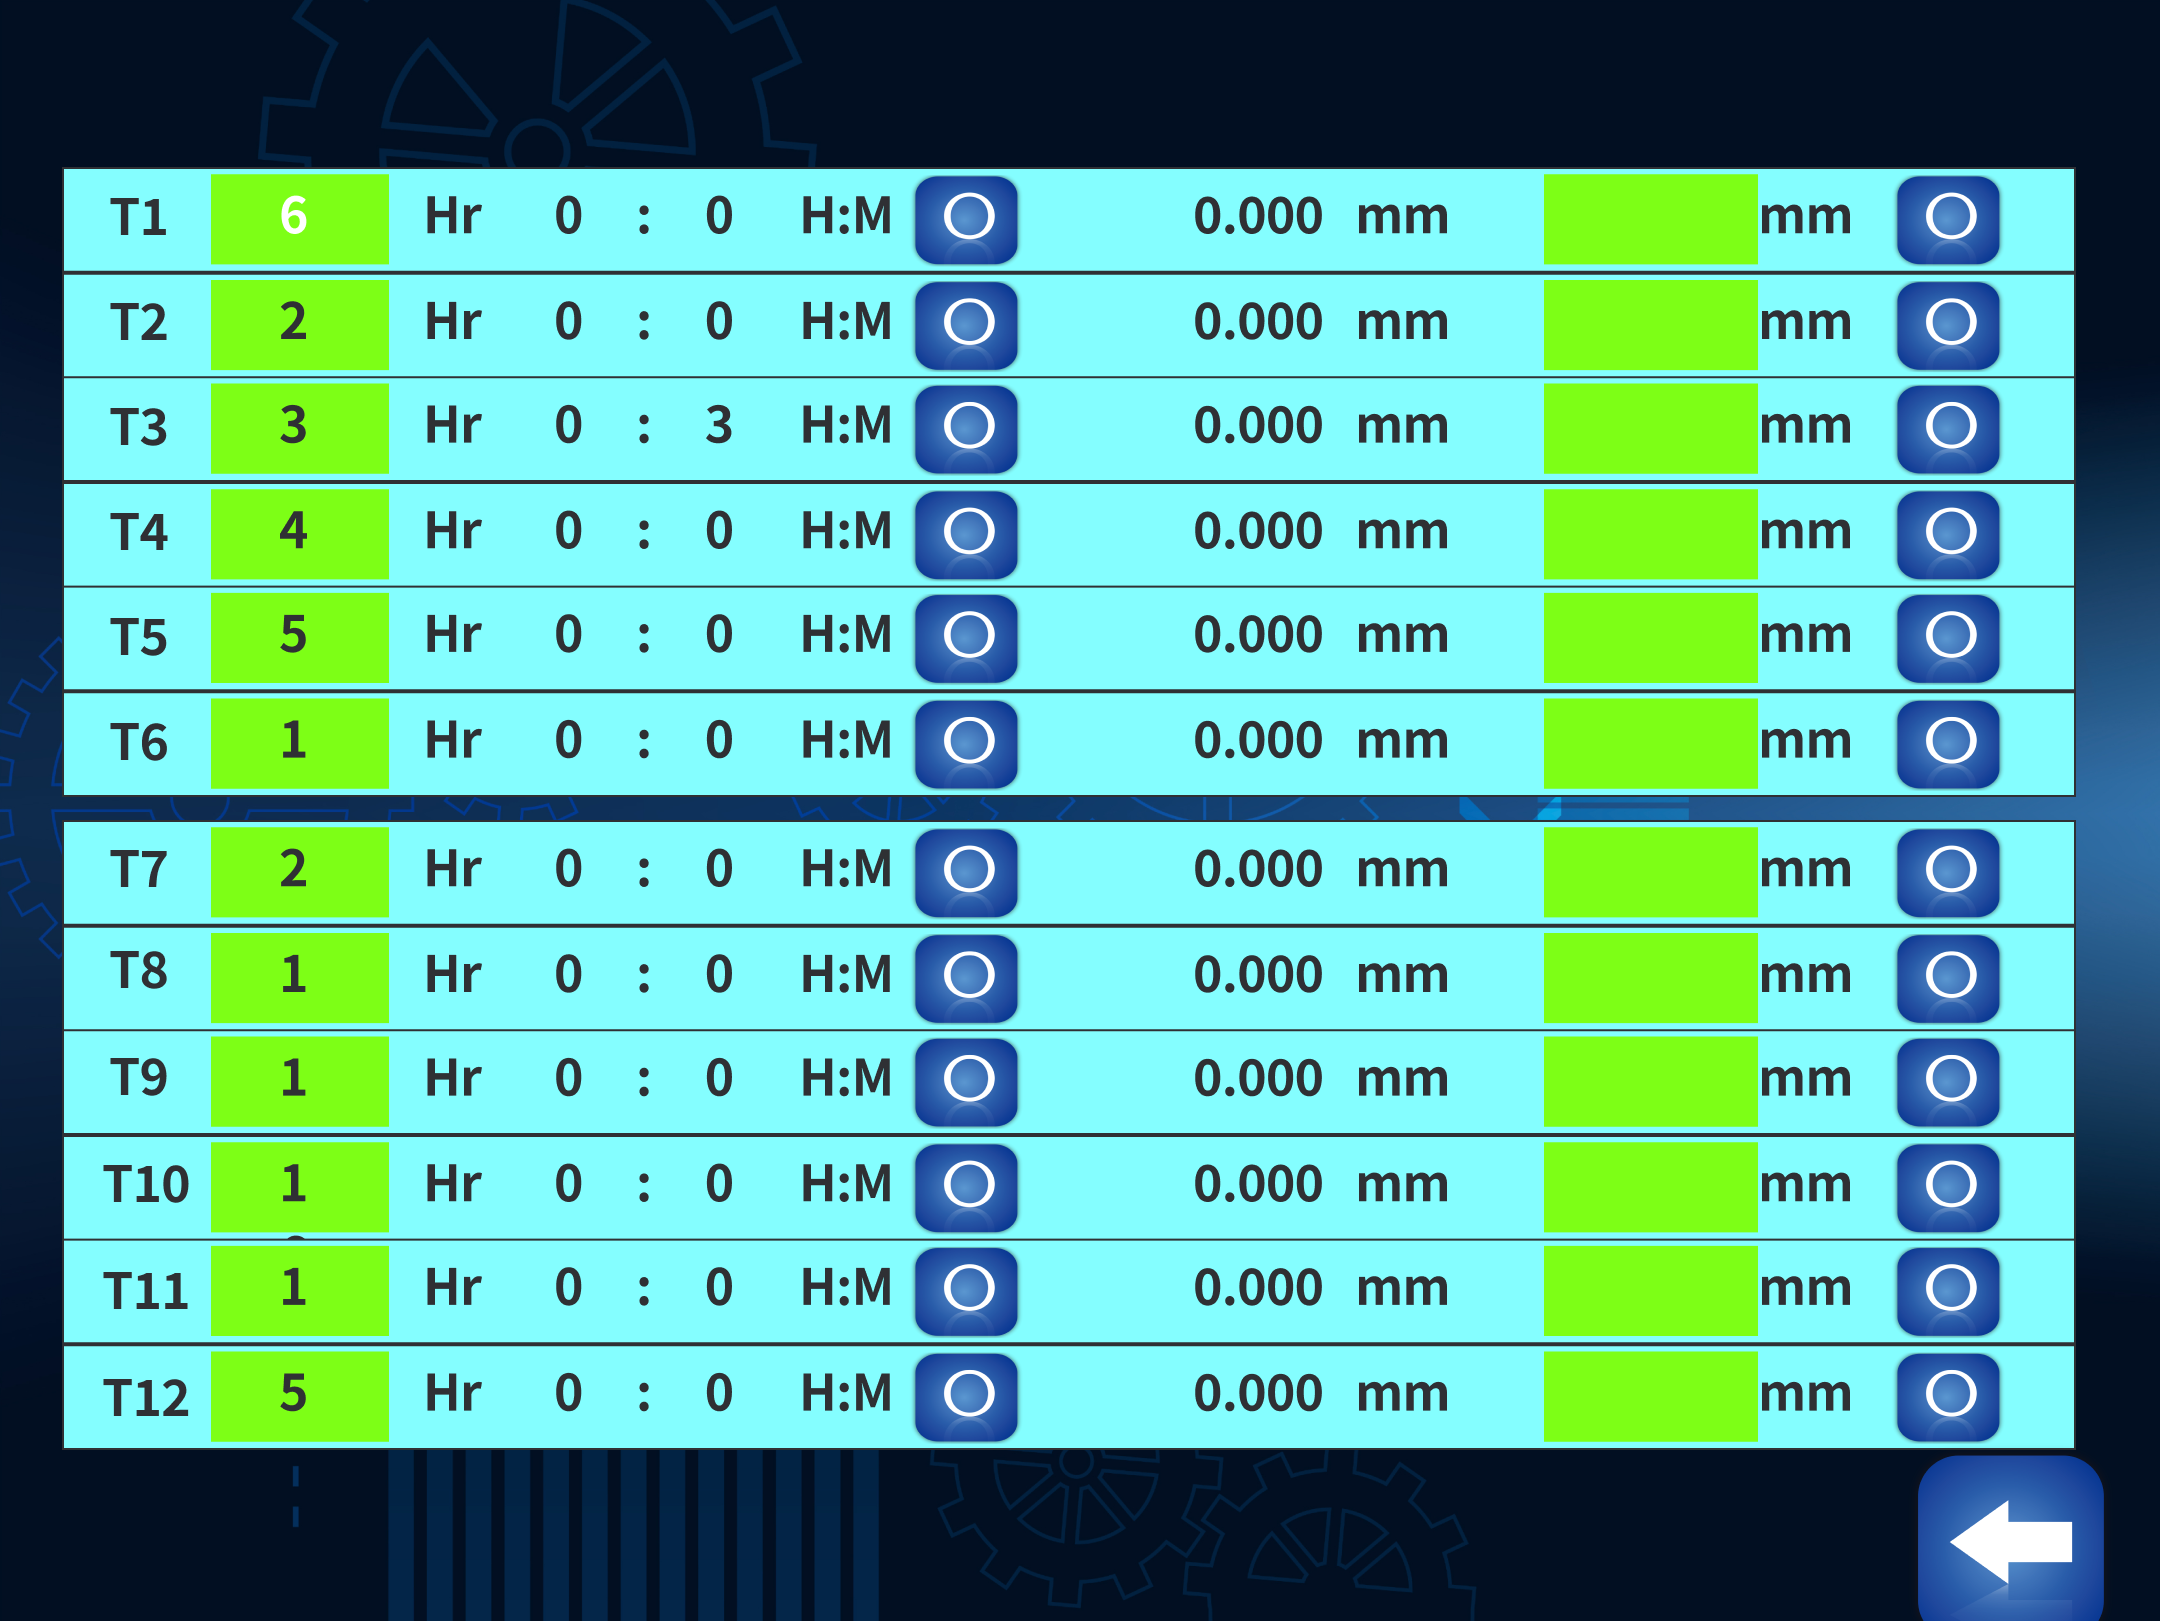 T1 6 Hr 0 : 0 H:M O 0.000 mm mm O
T2 2 Hr 0 : 0 H:M O 0.000 mm mm O
T3 3 Hr 0 : 3 H:M O 0.000 mm mm O
T4 4 Hr 0 : 0 H:M O 0.000 mm mm O
T5 5 Hr 0 : 0 H:M O 0.000 mm mm O
T6 1 Hr 0 : 0 H:M O 0.000 mm mm O
T7 2 Hr 0 : 0 H:M O 0.000 mm mm O
T8 1 Hr 0 : 0 H:M O 0.000 mm mm O
T9 1 Hr 0 : 0 H:M O 0.000 mm mm O
T10 1 Hr 0 : 0 H:M O 0.000 mm mm O
T11 1 Hr 0 : 0 H:M O 0.000 mm mm O
T12 5 Hr 0 : 0 H:M O 0.000 mm mm O